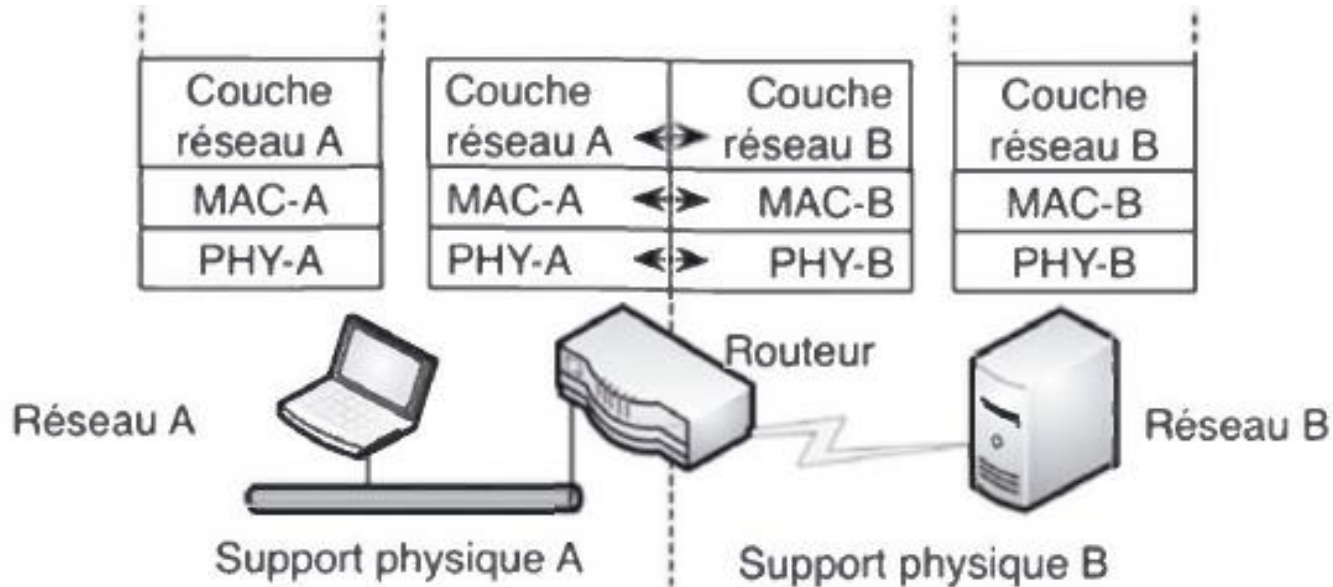 Couche
réseau A
MAC-A
PHY-A
Couche
réseau A
MAC-A
PHY-A
Couche
réseau B
MAC-B
PHY-B
Couche
réseau B
MAC-B
PHY-B
Routeur
Réseau A
Réseau B
Support physique A
Support physique B